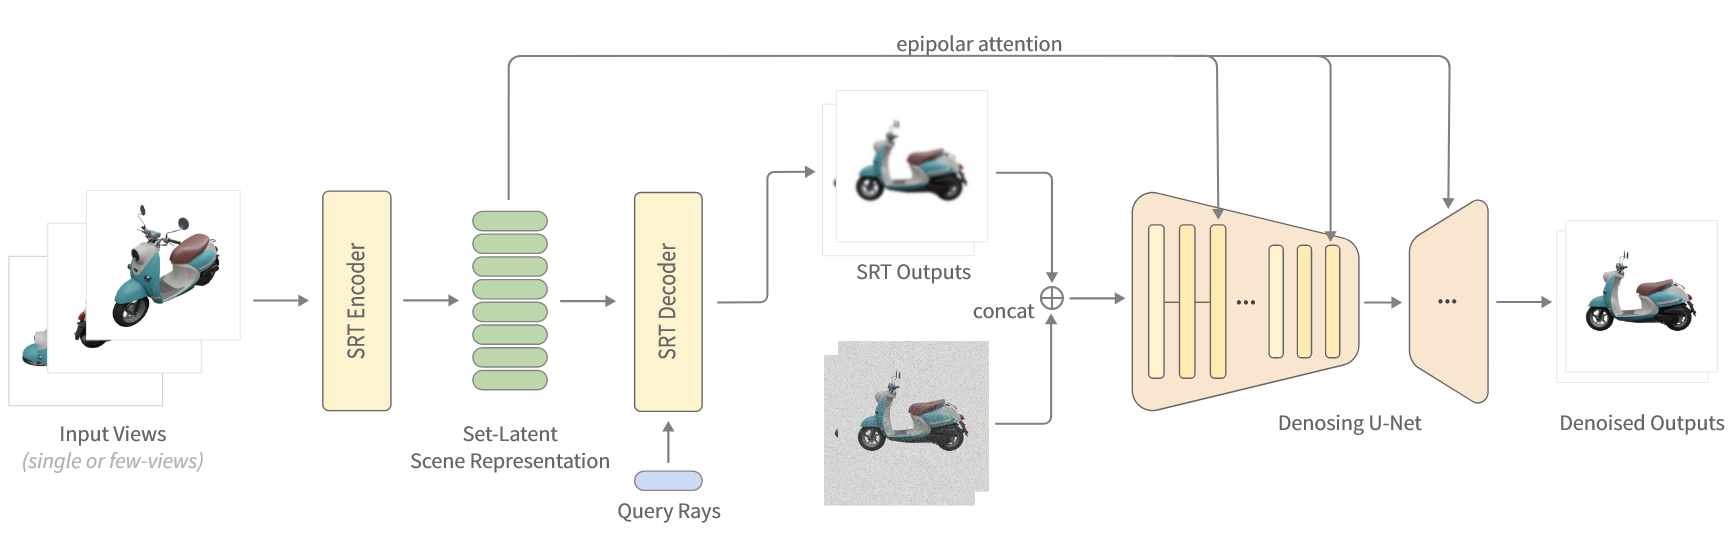 epipolar attention
Input Views
(single or few-views)
SRT Encoder
Set-Latent
Scene Representation
SRT Decoder
Query Rays
SRT Outputs
concat
...
...
Denosing U-Net
Denoised Outputs